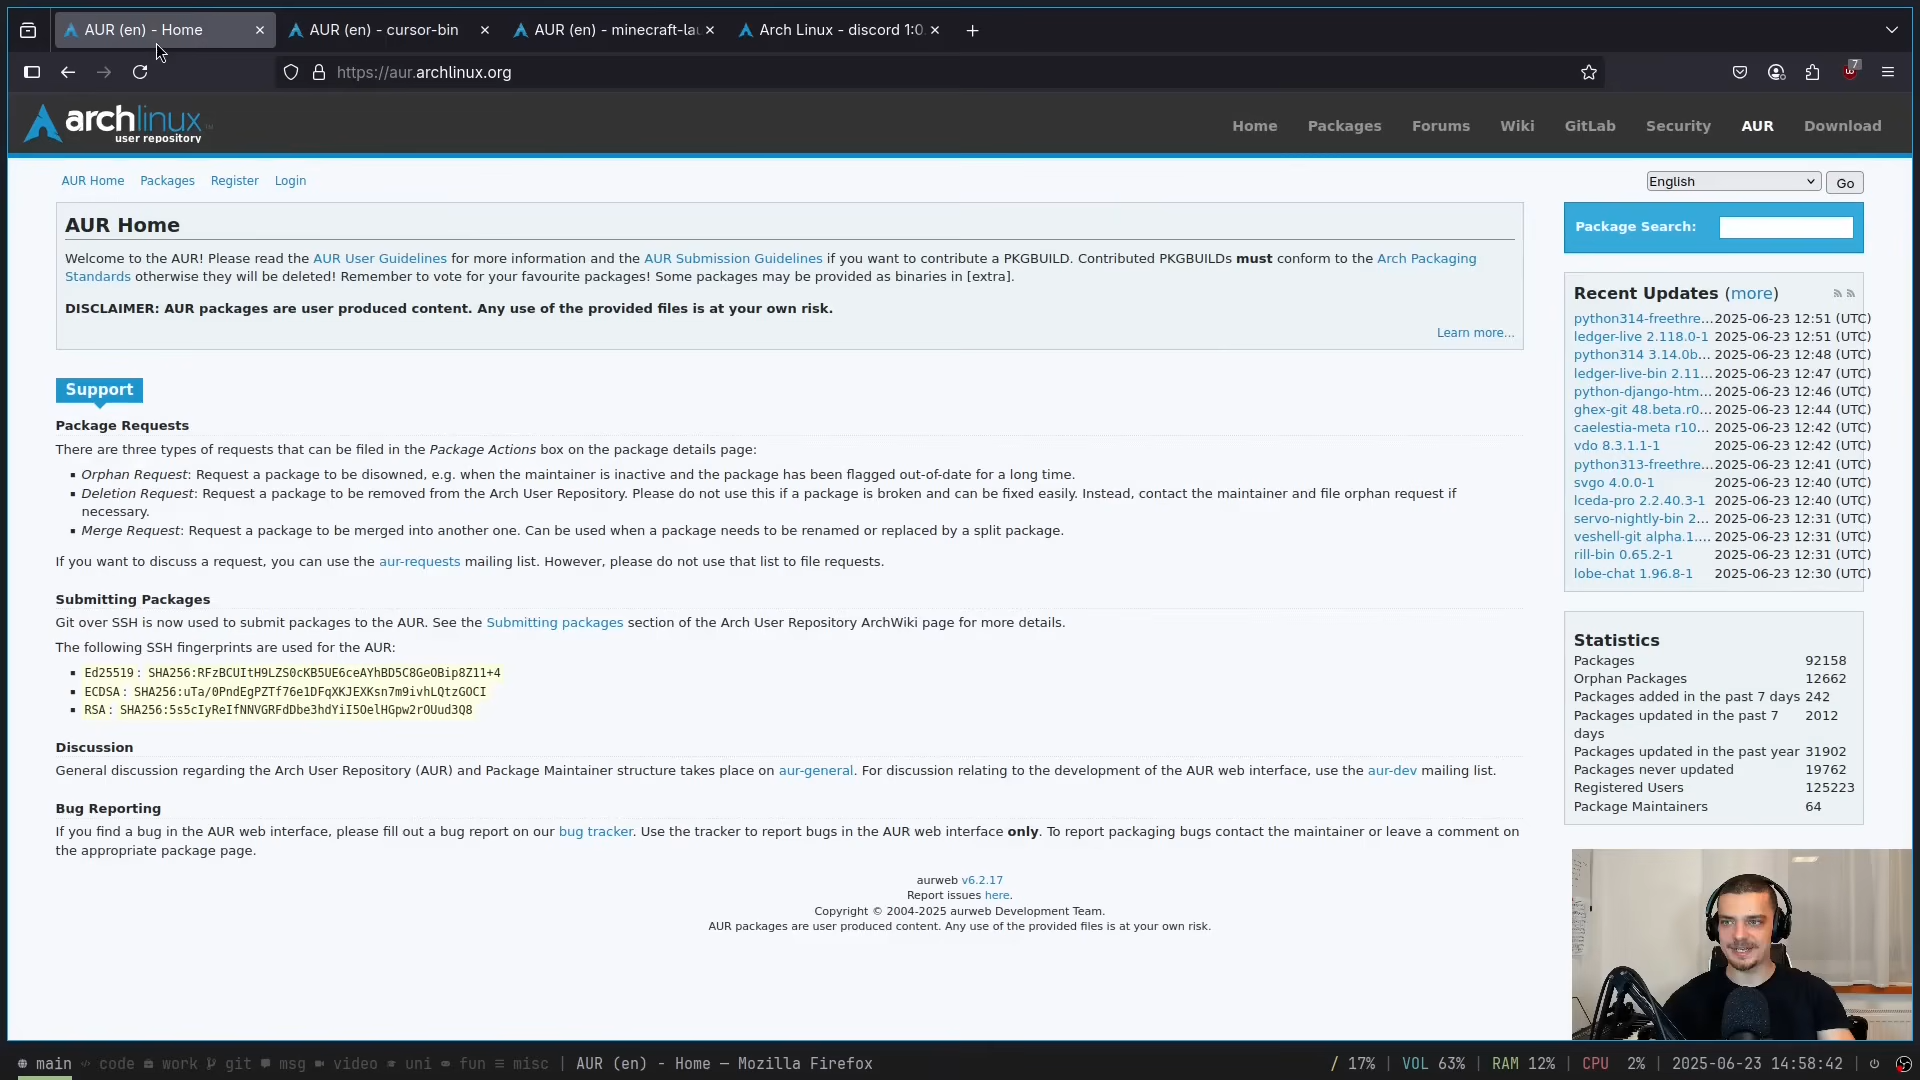 AUR (en) - Home
AUR (en) - cursor-bin
AUR (en) - minecraft-lau
Arch Linux - discord 1:0.
https://aur.archlinux.org
7
archlinux
user repository
Home Packages Forums Wiki GitLab Security AUR Download
AUR Home Packages Register Login
English
Go
AUR Home
Welcome to the AUR! Please read the AUR User Guidelines for more information and the AUR Submission Guidelines if you want to contribute a PKGBUILD. Contributed PKGBUILDs must conform to the Arch Packaging
Standards otherwise they will be deleted! Remember to vote for your favourite packages! Some packages may be provided as binaries in [extra].
DISCLAIMER: AUR packages are user produced content. Any use of the provided files is at your own risk.
Learn more...
Support
Package Requests
There are three types of requests that can be filed in the Package Actions box on the package details page:
Orphan Request: Request a package to be disowned, e.g. when the maintainer is inactive and the package has been flagged out-of-date for a long time.
Deletion Request: Request a package to be removed from the Arch User Repository. Please do not use this if a package is broken and can be fixed easily. Instead, contact the maintainer and file orphan request if
necessary.
Merge Request: Request a package to be merged into another one. Can be used when a package needs to be renamed or replaced by a split package.
If you want to discuss a request, you can use the aur-requests mailing list. However, please do not use that list to file requests.
Submitting Packages
Git over SSH is now used to submit packages to the AUR. See the Submitting packages section of the Arch User Repository ArchWiki page for more details.
The following SSH fingerprints are used for the AUR:
Ed25519: SHA256:RFzBCUItH9LZS0cKB5UE6ceAYhBD5C8GeOBip8Z11+4
ECDSA: SHA256:uTa/0PndEgPZTf76e1DFqXKJEXKsn7m9ivhLQtzGOCI
RSA: SHA256:5s5cIyReIfNNVGRFdDbe3hdYiI5OelHGpw2rOUud3Q8
Discussion
General discussion regarding the Arch User Repository (AUR) and Package Maintainer structure takes place on aur-general. For discussion relating to the development of the AUR web interface, use the aur-dev mailing list.
Bug Reporting
If you find a bug in the AUR web interface, please fill out a bug report on our bug tracker. Use the tracker to report bugs in the AUR web interface only. To report packaging bugs contact the maintainer or leave a comment on
the appropriate package page.
aurweb v6.2.17
Report issues here.
Copyright © 2004-2025 aurweb Development Team.
AUR packages are user produced content. Any use of the provided files is at your own risk.
Package Search:
Recent Updates (more)
python314-freethre... 2025-06-23 12:51 (UTC)
ledger-live 2.118.0-1 2025-06-23 12:51 (UTC)
python314 3.14.0b... 2025-06-23 12:48 (UTC)
ledger-live-bin 2.11... 2025-06-23 12:47 (UTC)
python-django-htm... 2025-06-23 12:46 (UTC)
ghex-git 48.beta.r0... 2025-06-23 12:44 (UTC)
caelestia-meta r10... 2025-06-23 12:42 (UTC)
vdo 8.3.1.1-1 2025-06-23 12:42 (UTC)
python313-freethre... 2025-06-23 12:41 (UTC)
svgo 4.0.0-1 2025-06-23 12:40 (UTC)
lceda-pro 2.2.40.3-1 2025-06-23 12:40 (UTC)
servo-nightly-bin 2... 2025-06-23 12:31 (UTC)
veshell-git alpha.1.... 2025-06-23 12:31 (UTC)
rill-bin 0.65.2-1 2025-06-23 12:31 (UTC)
lobe-chat 1.96.8-1 2025-06-23 12:30 (UTC)
Statistics
Packages 92158
Orphan Packages 12662
Packages added in the past 7 days 242
Packages updated in the past 7 2012
days
Packages updated in the past year 31902
Packages never updated 19762
Registered Users 125223
Package Maintainers 64
main code work git msg video uni fun misc | AUR (en) - Home — Mozilla Firefox
/ 17% | VOL 63% | RAM 12% | CPU 2% | 2025-06-23 14:58:42 |